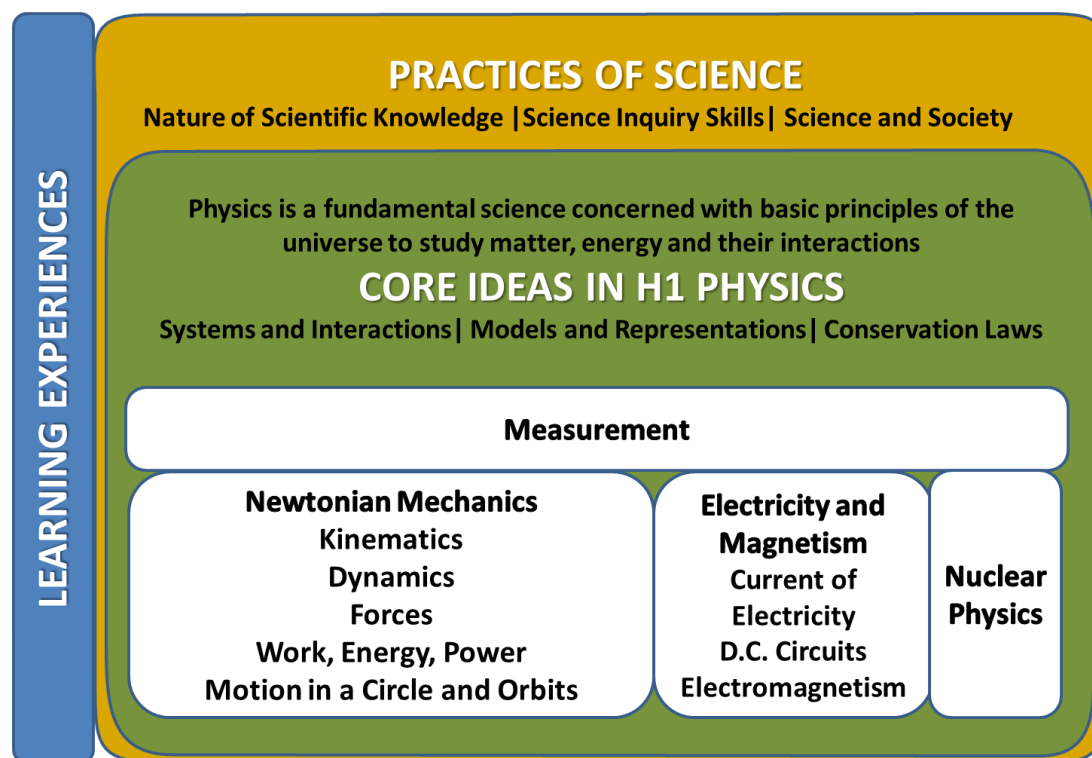 LEARNING EXPERIENCES
PRACTICES OF SCIENCE
Nature of Scientific Knowledge |Science Inquiry Skills| Science and Society
Physics is a fundamental science concerned with basic principles of the
universe to study matter, energy and their interactions
CORE IDEAS IN H1 PHYSICS
Systems and Interactions| Models and Representations| Conservation Laws
Measurement
Newtonian Mechanics
Kinematics
Dynamics
Forces
Work, Energy, Power
Motion in a Circle and Orbits
Electricity and
Magnetism
Current of
Electricity
D.C. Circuits
Electromagnetism
Nuclear
Physics